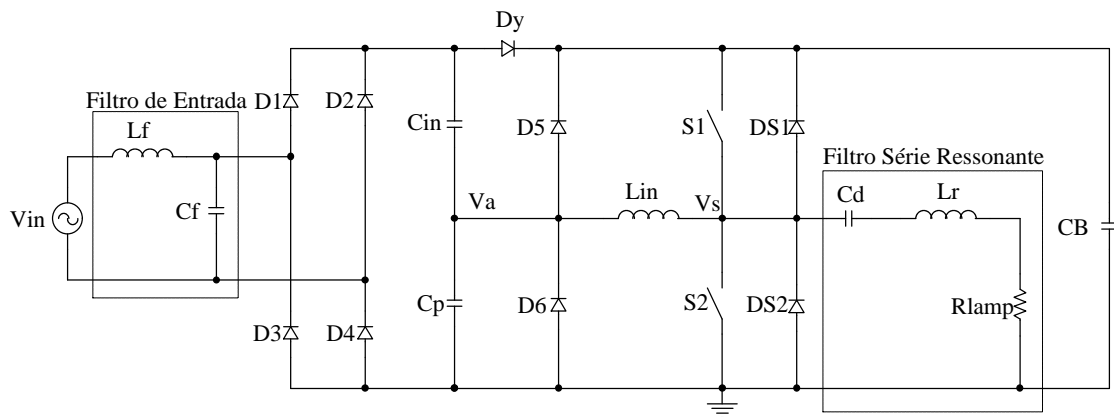 Dy
Filtro de Entrada
D1
D2
Lf
Cin
D5
S1
DS1
Filtro Série Ressonante
Va
Lin
Vs
Cd
Lr
Vin
Cf
CB
D3
D4
Cp
D6
S2
DS2
Rlamp